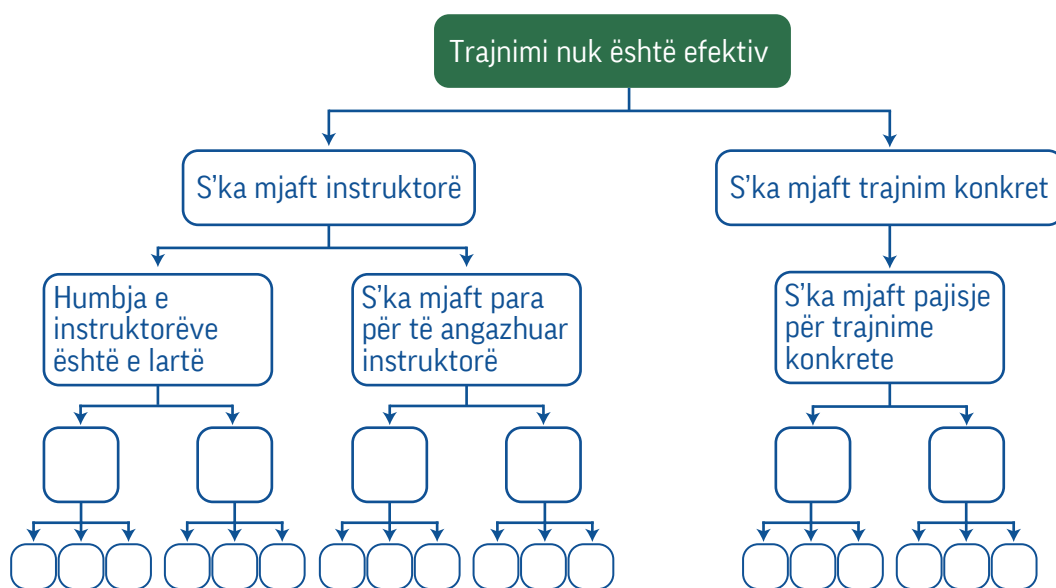 Trajnimi nuk është efektiv
S’ka mjaft instruktorë
S’ka mjaft trajnim konkret
Humbja e
instruktorëve
është e lartë
S’ka mjaft para
për të angazhuar
instruktorë
S’ka mjaft pajisje
për trajnime
konkrete